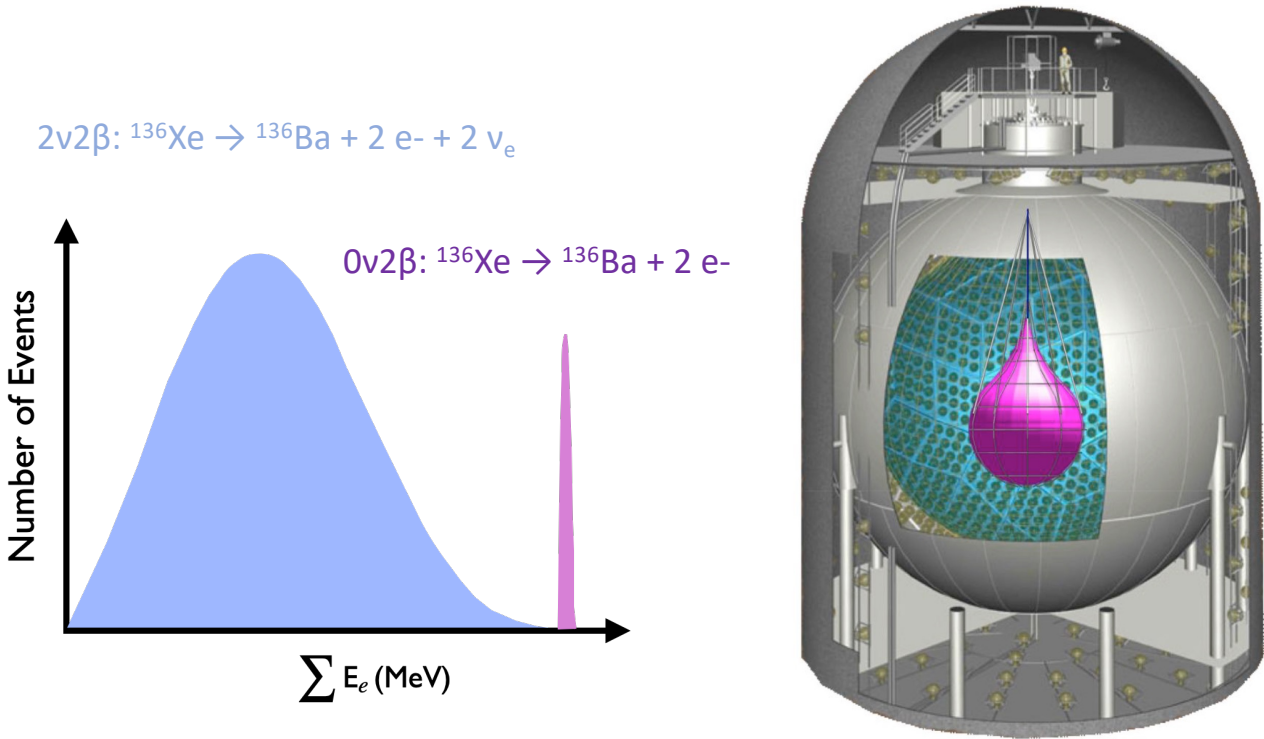 2ν2β: ¹³⁶Xe → ¹³⁶Ba + 2 e- + 2 νₑ
0ν2β: ¹³⁶Xe → ¹³⁶Ba + 2 e-
Number of Events
∑ Eₑ (MeV)